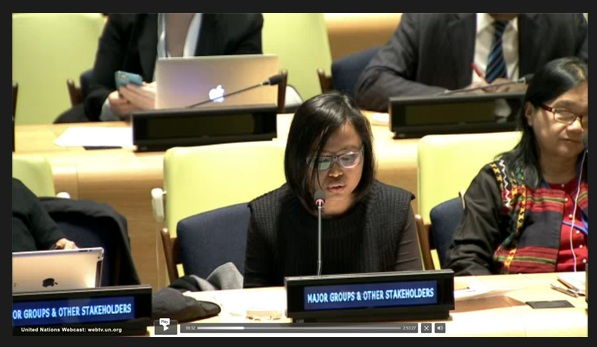 MAJOR GROUPS & OTHER STAKEHOLDERS
OR GROUPS & OTHER STAKEHOLDERS
United Nations Webcast: webtv.un.org